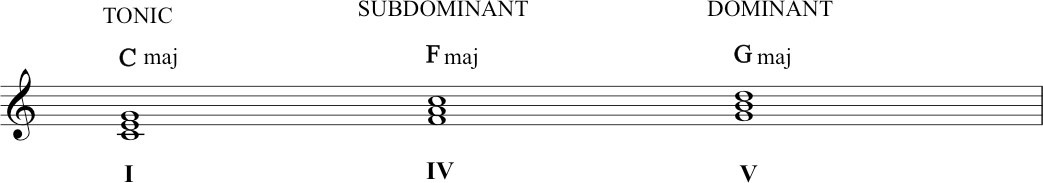 TONIC SUBDOMINANT DOMINANT
C maj F maj G maj
I IV V